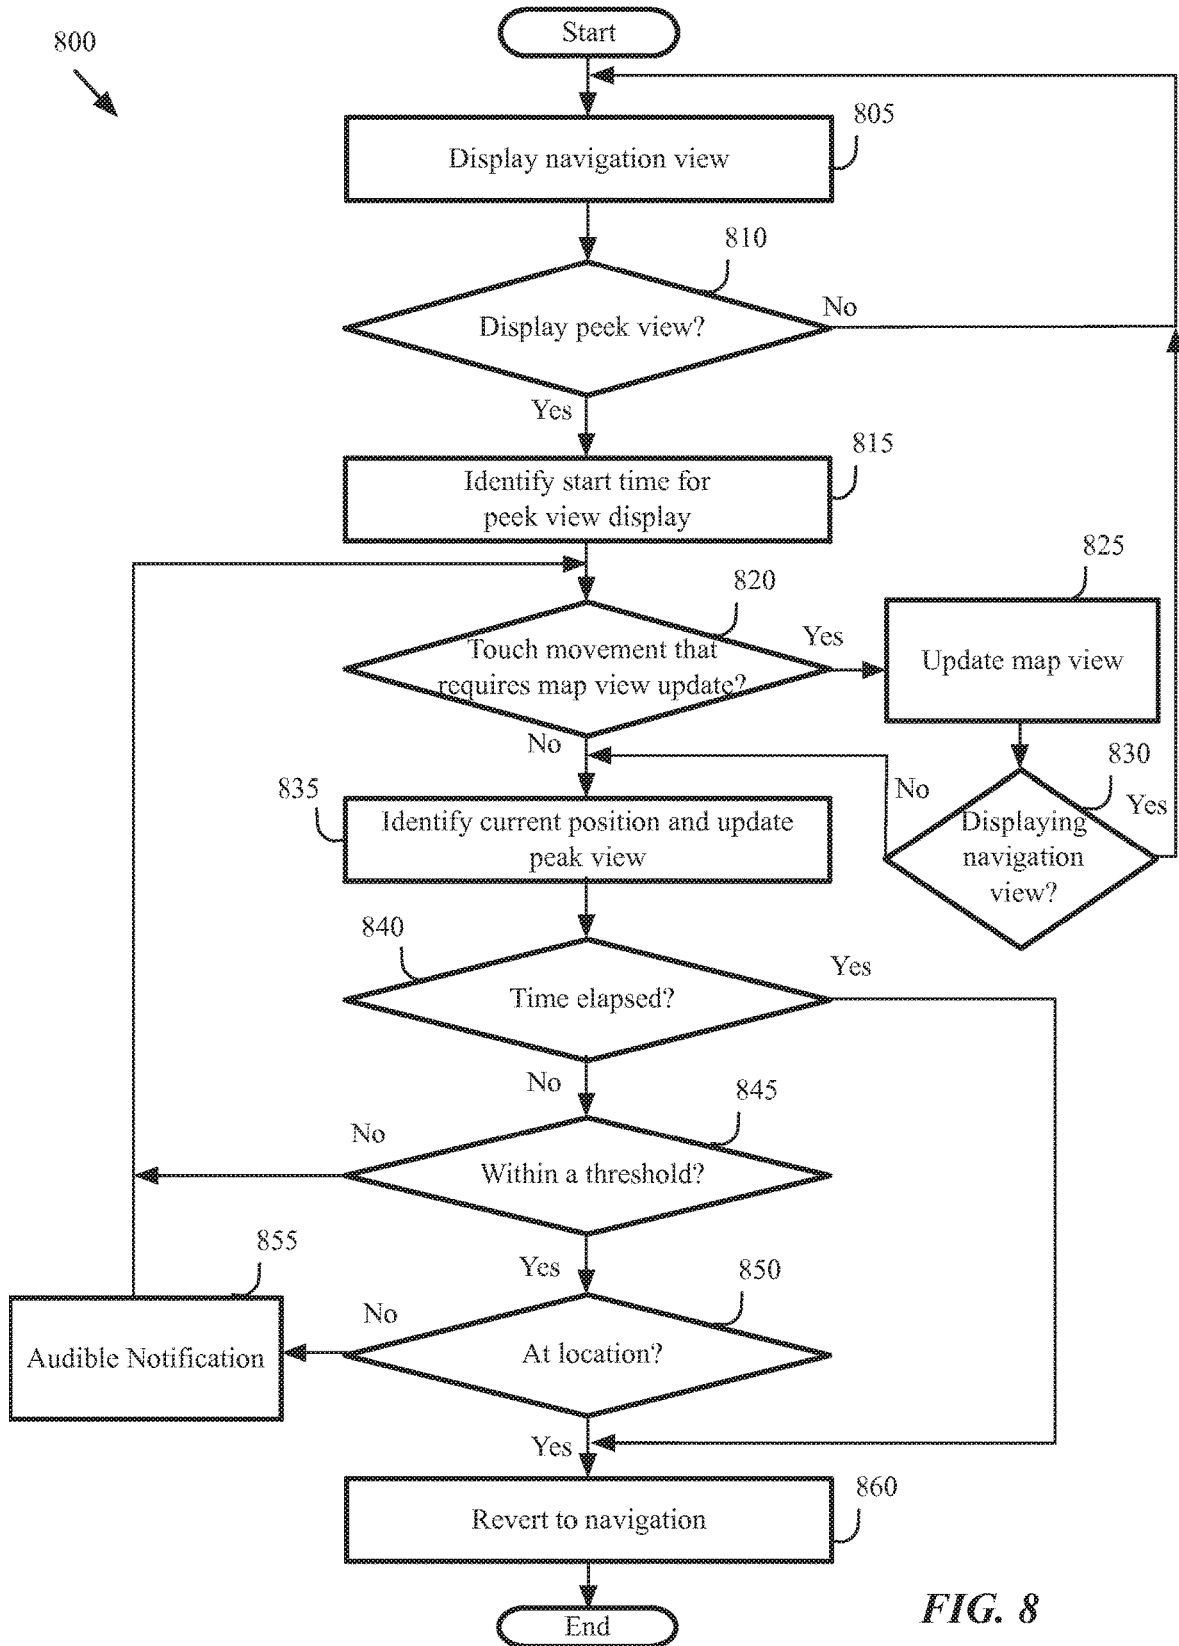 Start
800
805
Display navigation view
810
Display peek view?
No
Yes
815
Identify start time for
peek view display
825
820
Touch movement that
requires map view update?
Yes
Update map view
No
830
835
Identify current position and update
peak view
No
Yes
Displaying
navigation
view?
840
Time elapsed?
Yes
No
845
No
Within a threshold?
855
Yes
850
No
Audible Notification
At location?
Yes
860
Revert to navigation
End
FIG. 8